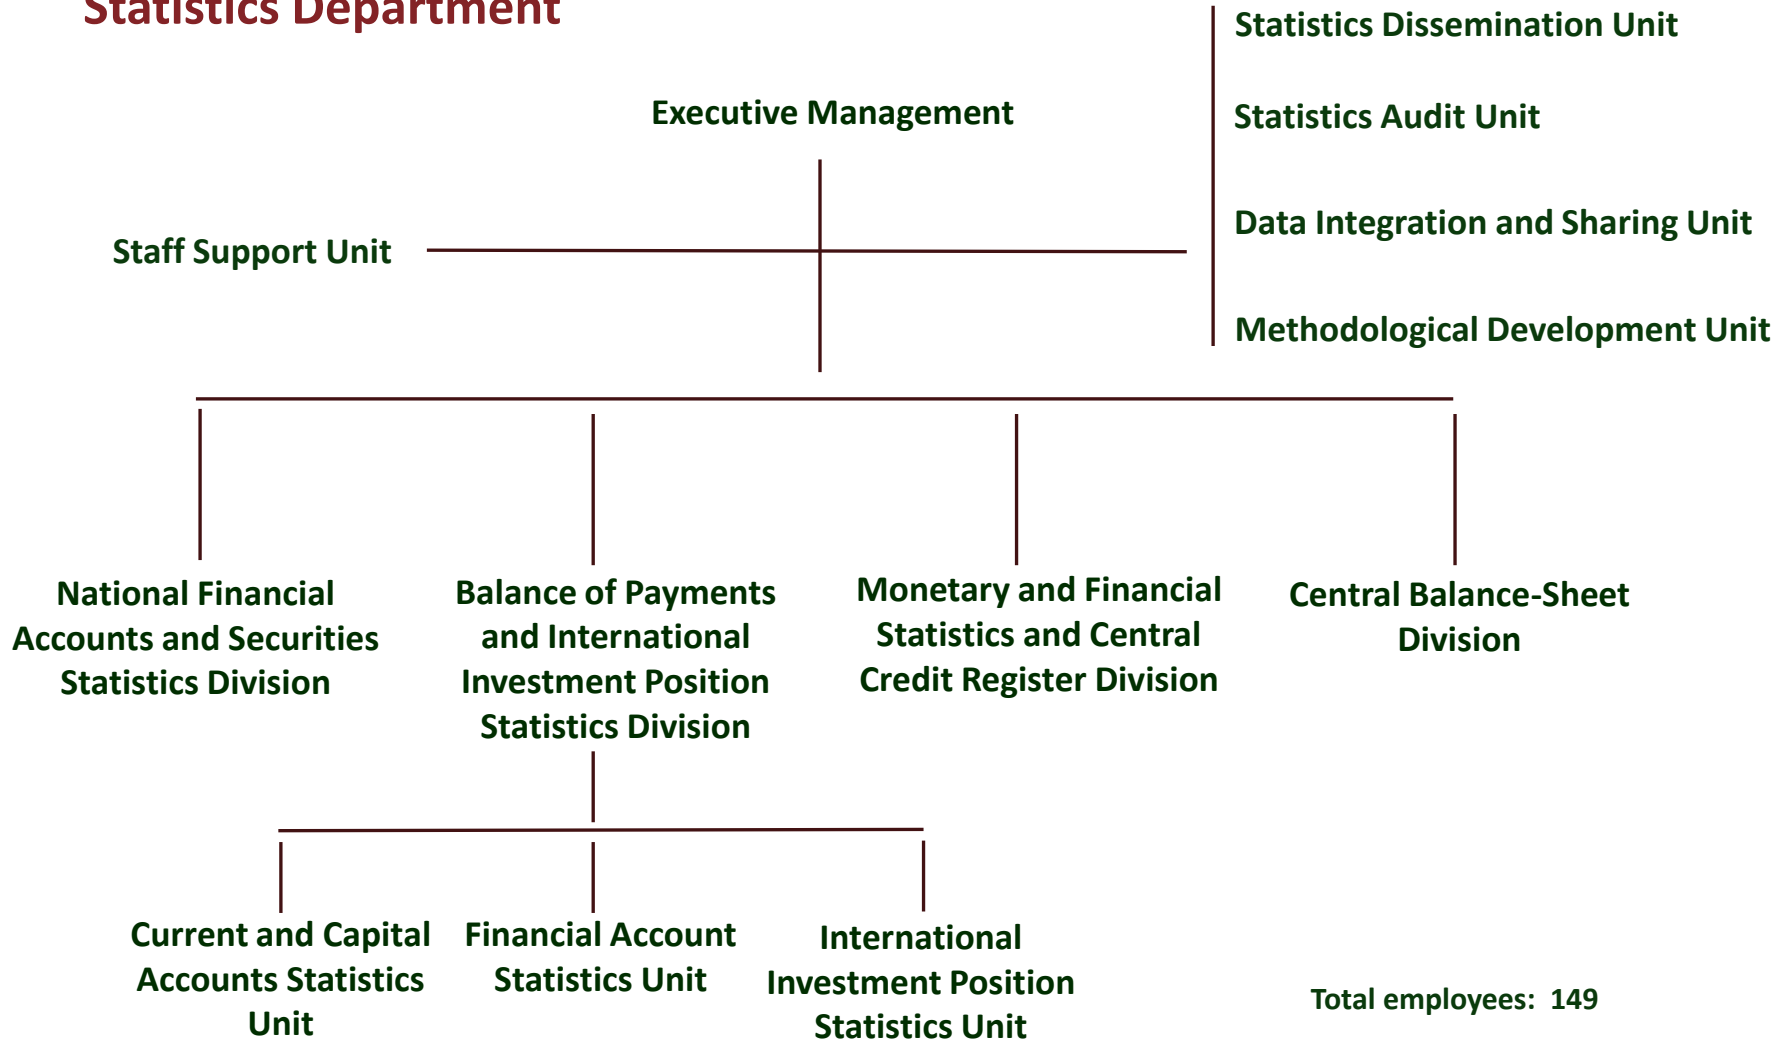 Statistics Department
Statistics Dissemination Unit
Executive Management
Statistics Audit Unit
Data Integration and Sharing Unit
Staff Support Unit
Methodological Development Unit
National Financial
Accounts and Securities
Statistics Division
Balance of Payments
and International
Investment Position
Statistics Division
Monetary and Financial
Statistics and Central
Credit Register Division
Central Balance-Sheet
Division
Current and Capital
Accounts Statistics
Unit
Financial Account
Statistics Unit
International
Investment Position
Statistics Unit
Total employees: 149